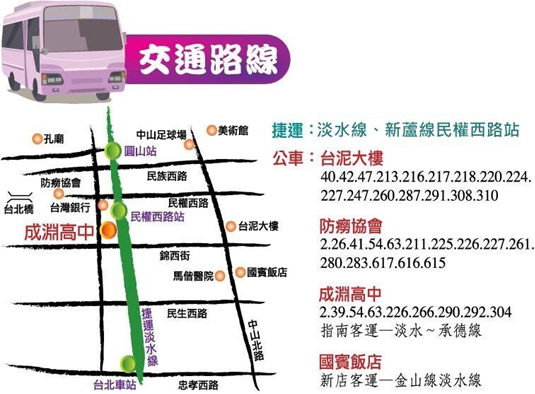 交通路線
捷運：淡水線、新蘆線民權西路站
公車：台泥大樓
40.42.47.213.216.217.218.220.224.
227.247.260.287.291.308.310
防癆協會
2.26.41.54.63.211.225.226.227.261.
280.283.617.616.615
成淵高中
2.39.54.63.226.266.290.292.304
指南客運—淡水～承德線
國賓飯店
新店客運—金山線淡水線
孔廟
中山足球場
美術館
圓山站
民族西路
防癆協會
台北橋
台灣銀行
民權西路
民權西路站
成淵高中
台泥大樓
錦西街
馬偕醫院
國賓飯店
民生西路
捷運淡水線
中山北路
台北車站
忠孝西路